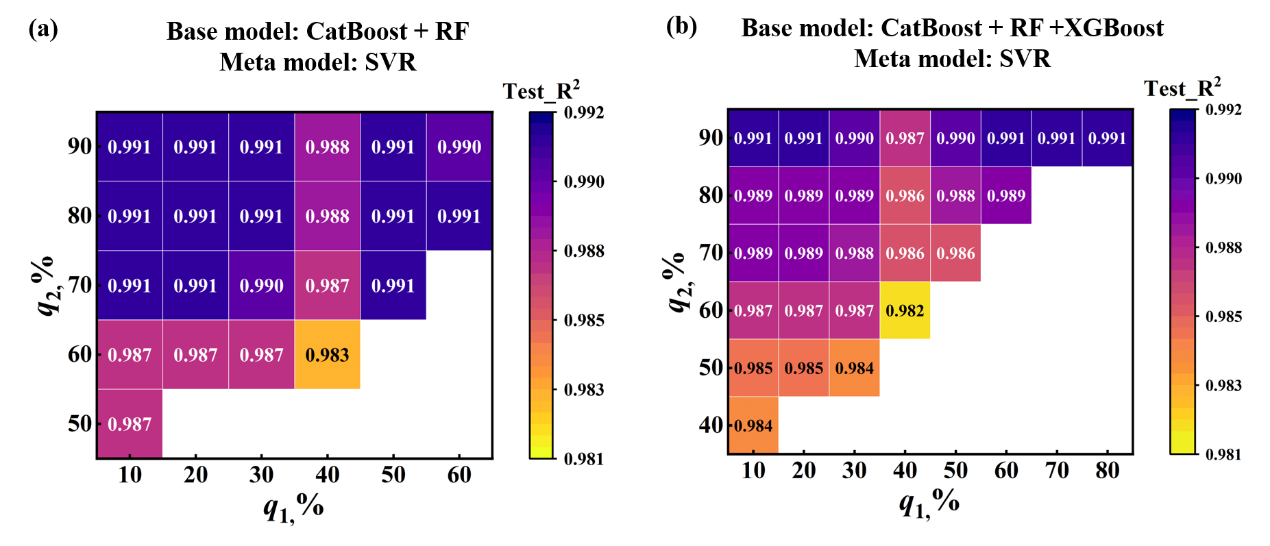 (a)
Base model: CatBoost + RF
Meta model: SVR
Test_R²
90 0.991 0.991 0.991 0.988 0.991 0.990
80 0.991 0.991 0.991 0.988 0.991 0.991
70 0.991 0.991 0.990 0.987 0.991
60 0.987 0.987 0.987 0.983
50 0.987
10 20 30 40 50 60
q₁,%
q₂,%
0.992
0.990
0.988
0.985
0.983
0.981
(b)
Base model: CatBoost + RF +XGBoost
Meta model: SVR
Test_R²
90 0.991 0.991 0.990 0.987 0.990 0.991 0.991 0.991
80 0.989 0.989 0.989 0.986 0.988 0.989
70 0.989 0.989 0.988 0.986 0.986
60 0.987 0.987 0.987 0.982
50 0.985 0.985 0.984
40 0.984
10 20 30 40 50 60 70 80
q₁,%
q₂,%
0.992
0.990
0.988
0.985
0.983
0.981